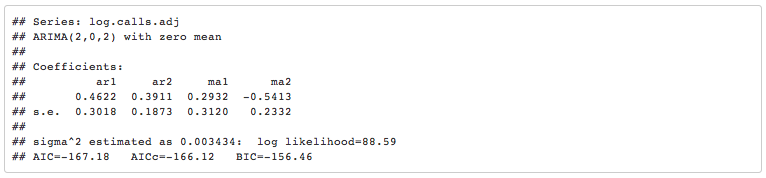 ## Series: log.calls.adj
## ARIMA(2,0,2) with zero mean
##
## Coefficients:
##          ar1     ar2     ma1      ma2
##       0.4622  0.3911  0.2932  -0.5413
## s.e.  0.3018  0.1873  0.3120   0.2332
##
## sigma^2 estimated as 0.003434:  log likelihood=88.59
## AIC=-167.18   AICc=-166.12   BIC=-156.46